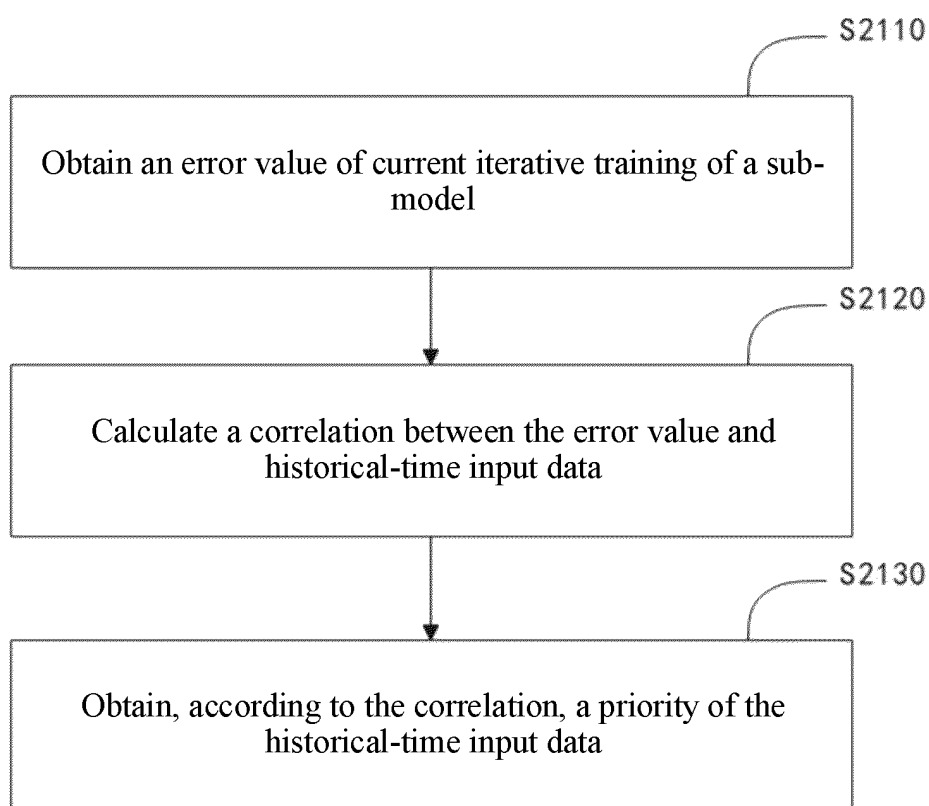 S2110
Obtain an error value of current iterative training of a sub-
model
S2120
Calculate a correlation between the error value and
historical-time input data
S2130
Obtain, according to the correlation, a priority of the
historical-time input data